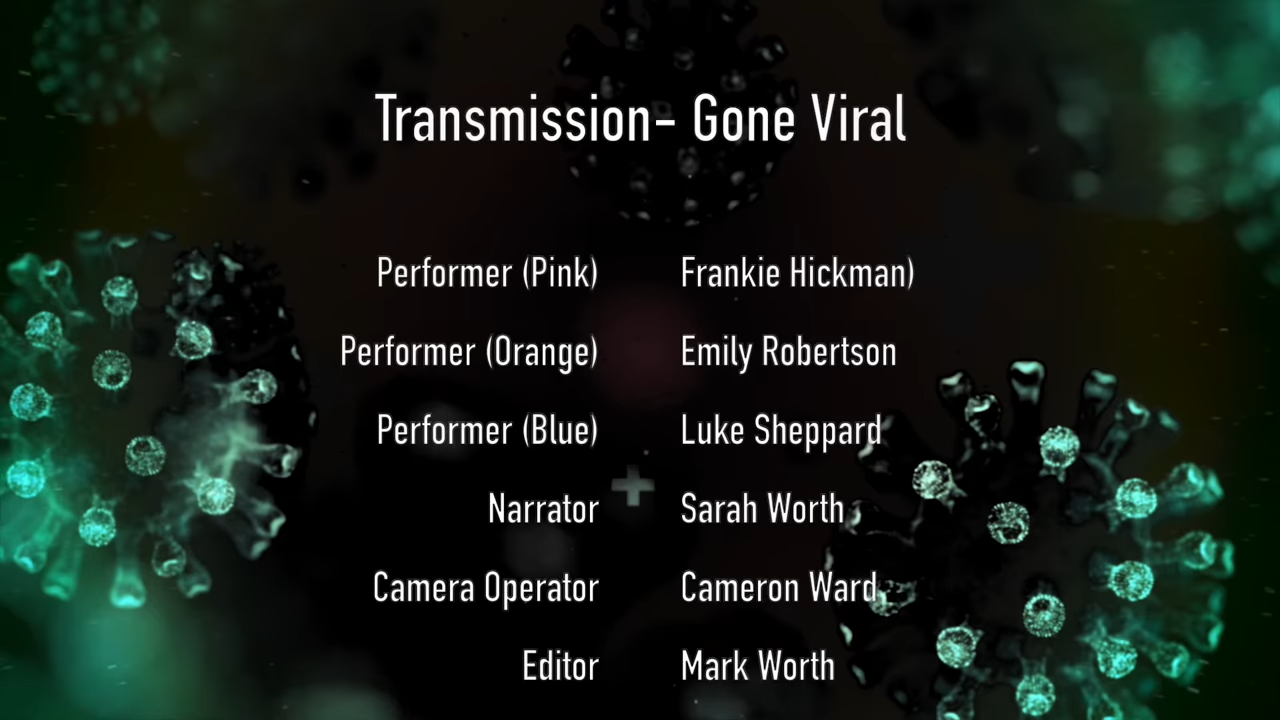 Transmission- Gone Viral
Performer (Pink) Frankie Hickman)
Performer (Orange) Emily Robertson
Performer (Blue) Luke Sheppard
Narrator Sarah Worth
Camera Operator Cameron Ward
Editor Mark Worth